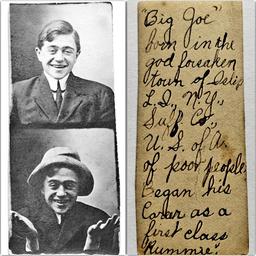 "Big Joe"
born in the
god forsaken
town of Islip
L.I., N.Y.,
Suff Co.,
U.S. of A.
of poor people
Began his
Carer as a
first class
Rummie."